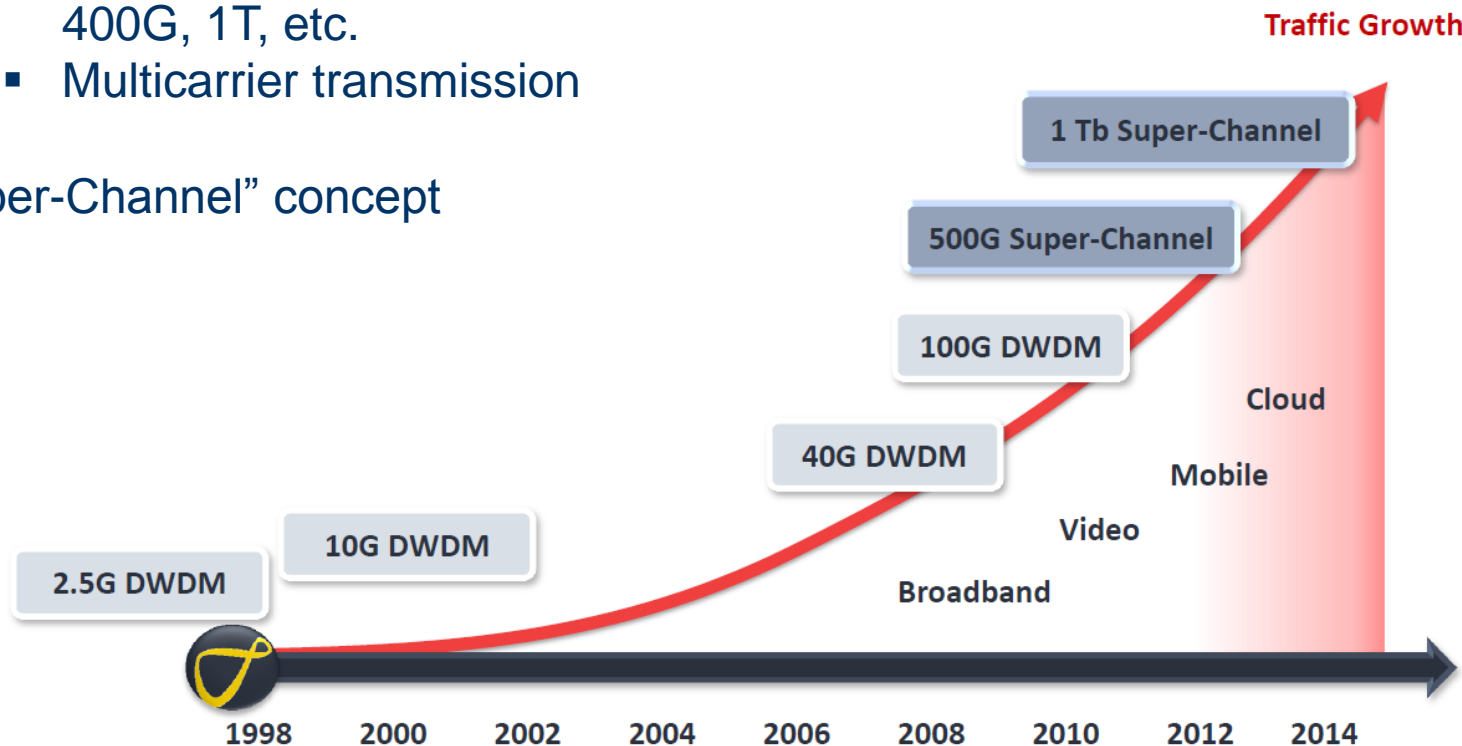 400G, 1T, etc.
Traffic Growth
▪ Multicarrier transmission
per-Channel” concept
1 Tb Super-Channel
500G Super-Channel
100G DWDM
Cloud
40G DWDM
Mobile
Video
10G DWDM
2.5G DWDM
Broadband
1998 2000 2002 2004 2006 2008 2010 2012 2014